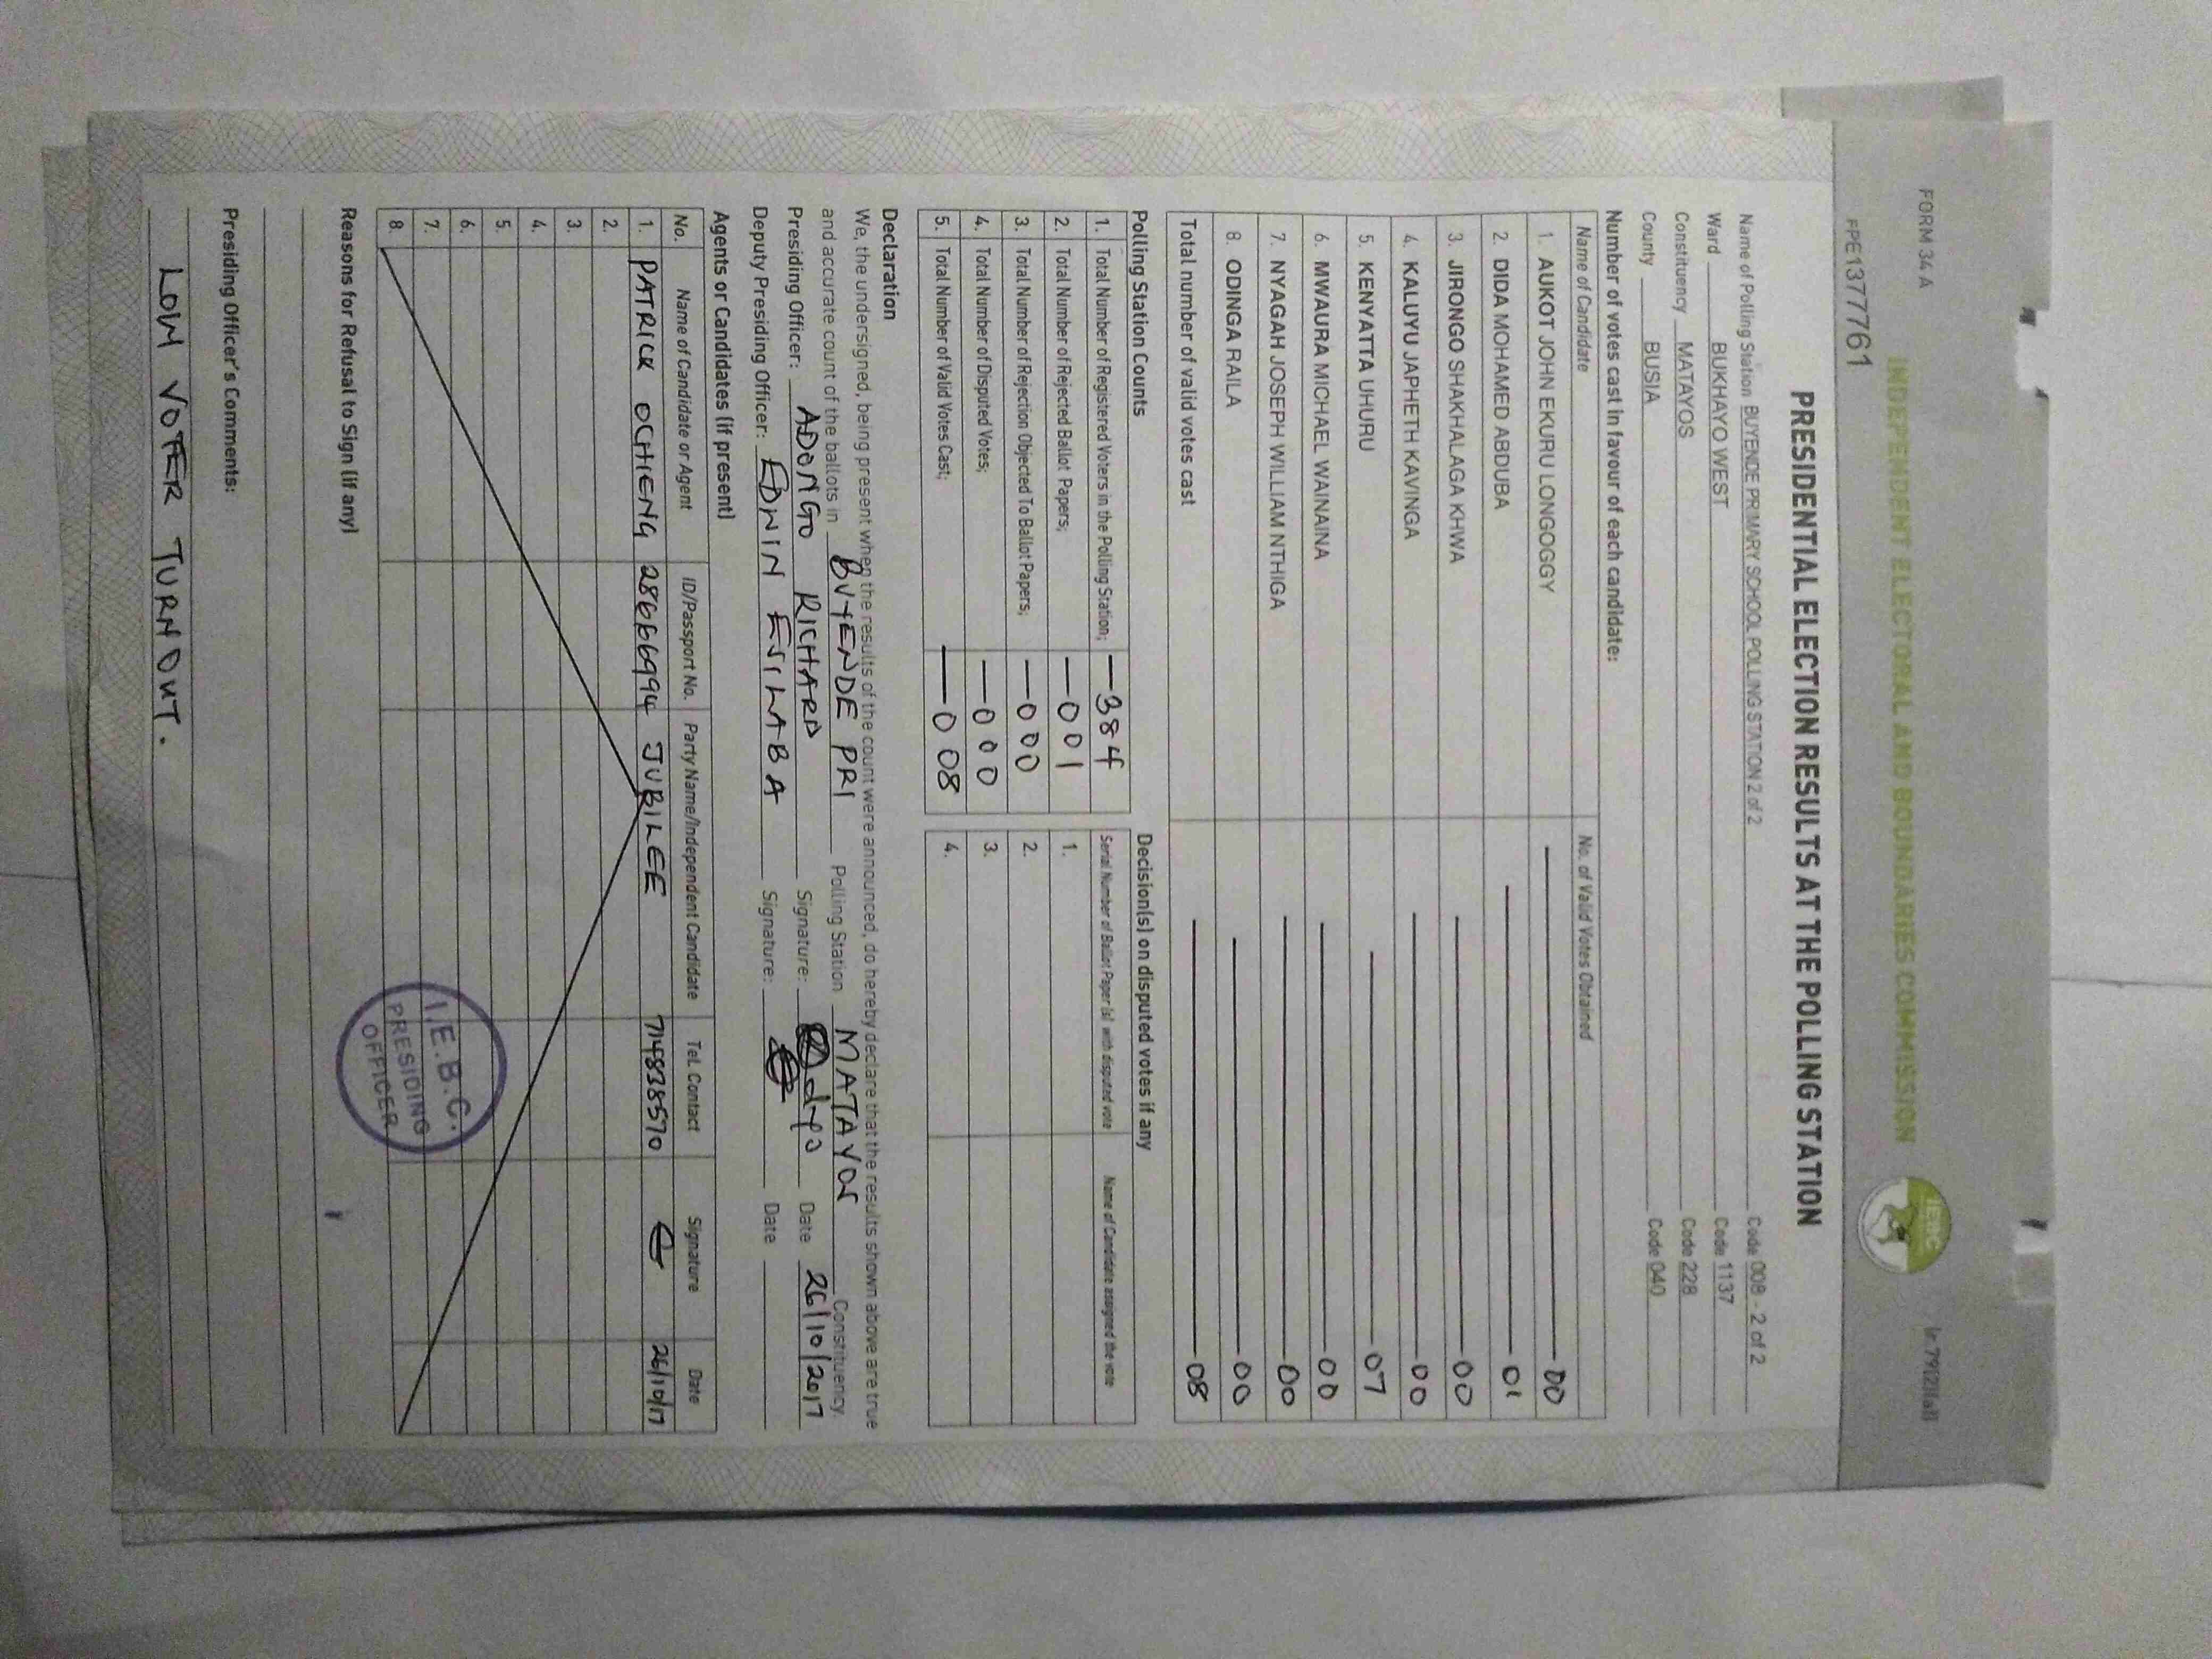 FORM 34 A
INDEPENDENT ELECTORAL AND BOUNDARIES COMMISSION
IEBC
FPE1377761
PRESIDENTIAL ELECTION RESULTS AT THE POLLING STATION
Name of Polling Station BUYENDE PRIMARY SCHOOL POLLING STATION 2 of 2 Code 008 - 2 of 2
Ward BUKHAYO WEST Code 1137
Constituency MATAYOS Code 228
County BUSIA Code 040
Number of votes cast in favour of each candidate:
Name of Candidate No. of Valid Votes Obtained
1. AUKOT JOHN EKURU LONGOGGY 00
2. DIDA MOHAMED ABDUBA 01
3. JIRONGO SHAKHALAGA KHWA 00
4. KALUYU JAPHETH KAVINGA 00
5. KENYATTA UHURU 07
6. MWAURA MICHAEL WAINAINA 00
7. NYAGAH JOSEPH WILLIAM NTHIGA 00
8. ODINGA RAILA 00
Total number of valid votes cast 08
Polling Station Counts Decision(s) on disputed votes if any
1. Total Number of Registered Voters in the Polling Station; 384 Serial Number of Ballot Paper (s) with disputed vote Name of Candidate assigned the vote
2. Total Number of Rejected Ballot Papers; 001 1.
3. Total Number of Rejection Objected To Ballot Papers; 000 2.
4. Total Number of Disputed Votes; 000 3.
5. Total Number of Valid Votes Cast; 008 4.
Declaration
We, the undersigned, being present when the results of the count were announced, do hereby declare that the results shown above are true
and accurate count of the ballots in BUYENDE PRI Polling Station MATAYOS Constituency.
Presiding Officer: ADONGO RICHARD Signature: Date 26/10/2017
Deputy Presiding Officer: EDWIN ESILABA Signature: Date
Agents or Candidates (if present)
No. Name of Candidate or Agent ID/Passport No. Party Name/Independent Candidate Tel. Contact Signature Date
1. PATRICK OCHIENG 28666994 JUBILEE 714838570 26/10/17
2.
3.
4.
5.
6.
7.
8.
I.E.B.C.
PRESIDING
OFFICER
Reasons for Refusal to Sign (if any)
Presiding Officer's Comments:
LOW VOTER TURNOUT.